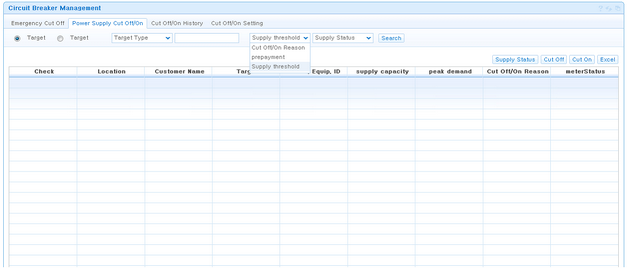 Circuit Breaker Management
Emergency Cut Off Power Supply Cut Off/On Cut Off/On History Cut Off/On Setting
Target Target Target Type Supply threshold Supply Status Search
Cut Off/On Reason
prepayment
Supply threshold
Supply Status Cut Off Cut On Excel
Check Location Customer Name Targ Equip, ID supply capacity peak demand Cut Off/On Reason meterStatus